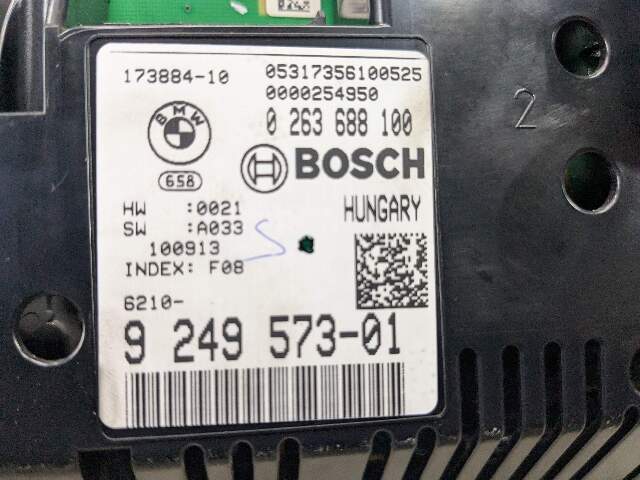 173884-10
05317356100525
0000254950
0 263 688 100
BMW
BOSCH
658
HW :0021
HUNGARY
SW :A033
100913
INDEX: F08
6210-
9 249 573-01
2